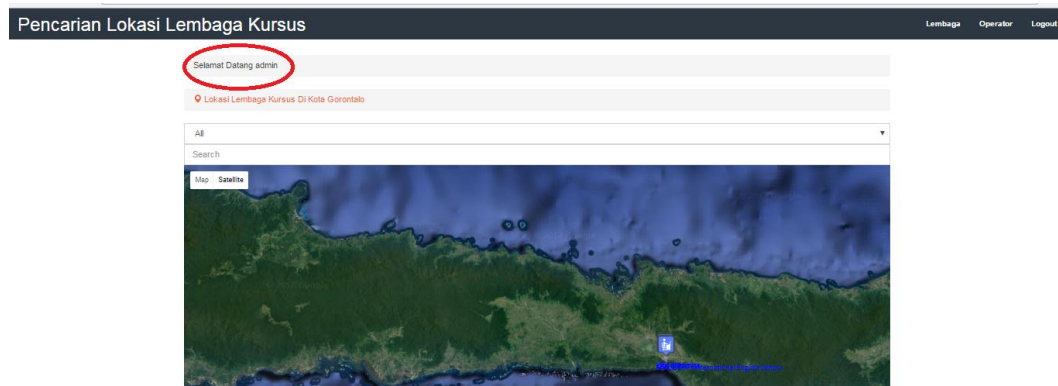 Pencarian Lokasi Lembaga Kursus
Lembaga Operator Logout
Selamat Datang admin
Lokasi Lembaga Kursus Di Kota Gorontalo
All
Search
Map Satellite